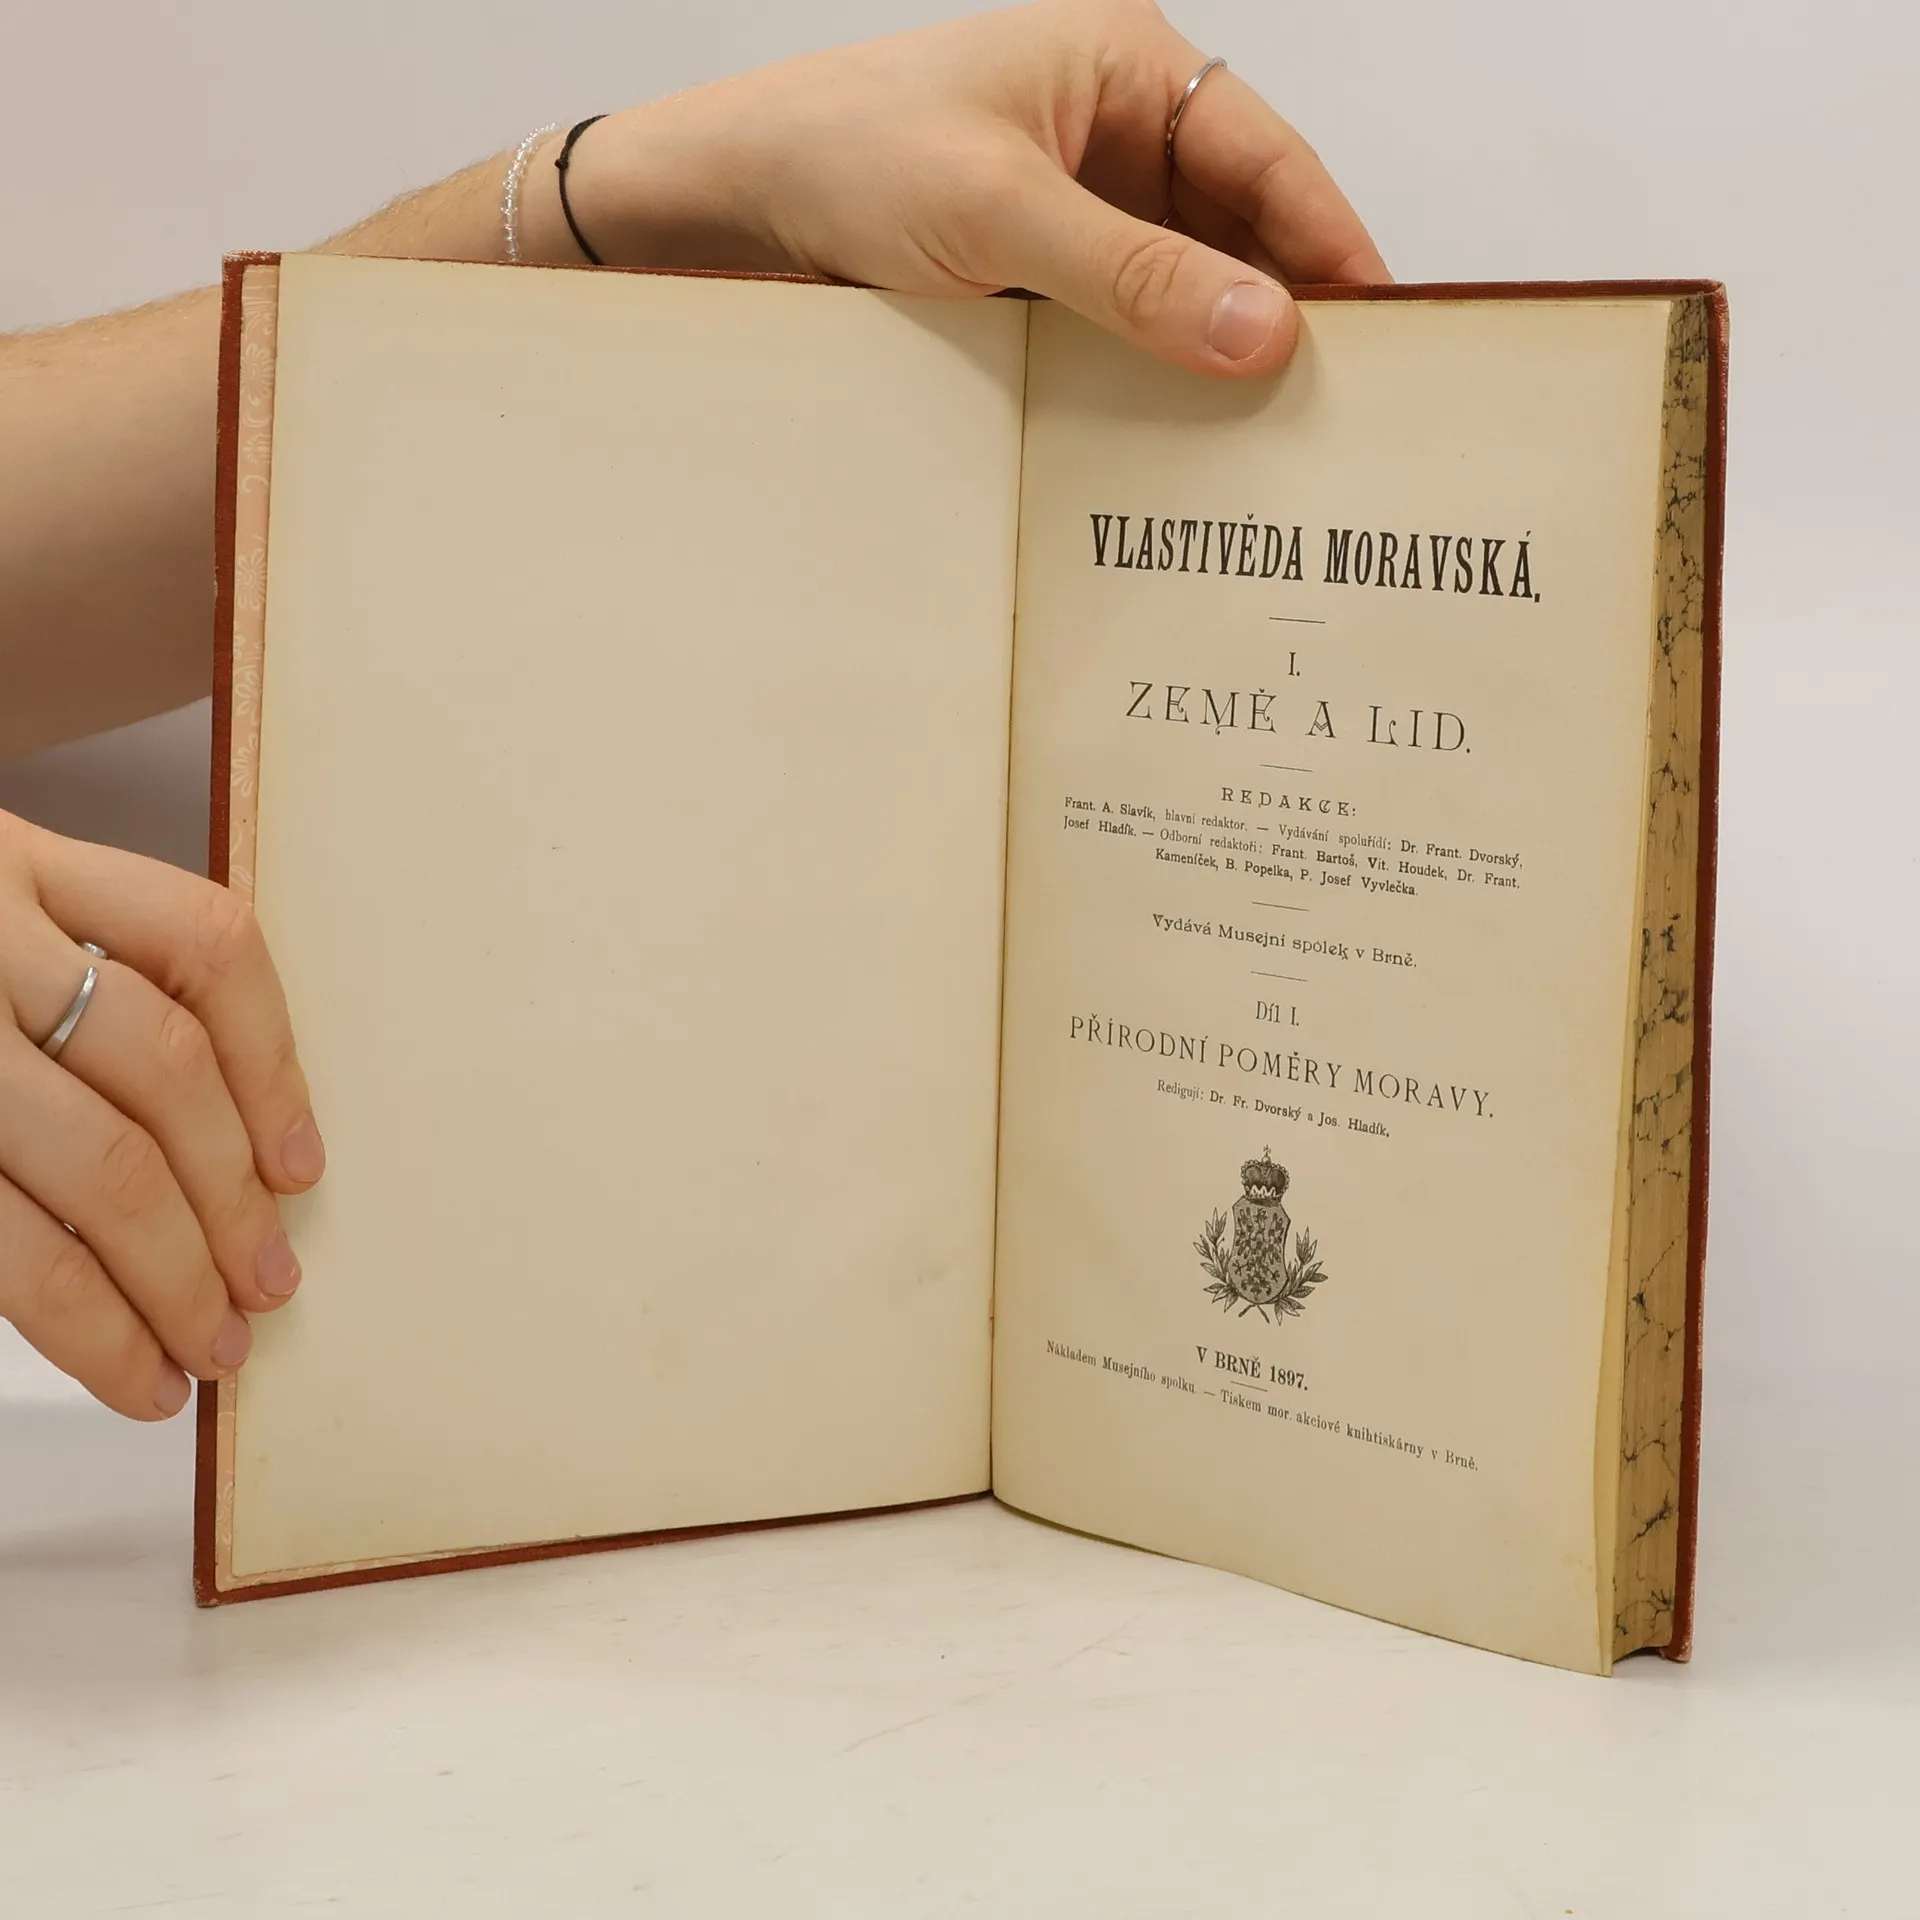 VLASTIVĚDA MORAVSKÁ.
I.
ZEMĚ A LID.
REDAKCE:
Frant. A. Slavík, hlavní redaktor. — Vydávání spoluřídí: Dr. Frant. Dvorský,
Josef Hladík. — Odborní redaktoři: Frant. Bartoš, Vít. Houdek, Dr. Frant.
Kameníček, B. Popelka, P. Josef Vyvlečka.
Vydává Musejní spolek v Brně.
Díl I.
PŘÍRODNÍ POMĚRY MORAVY.
Redigují: Dr. Fr. Dvorský a Jos. Hladík.
V BRNĚ 1897.
Nákladem Musejního spolku. — Tiskem mor. akciové knihtiskárny v Brně.